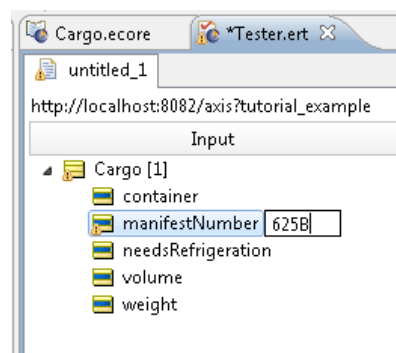 Cargo.ecore *Tester.ert
untitled_1
http://localhost:8082/axis?tutorial_example
Input
Cargo [1]
container
manifestNumber 625B
needsRefrigeration
volume
weight